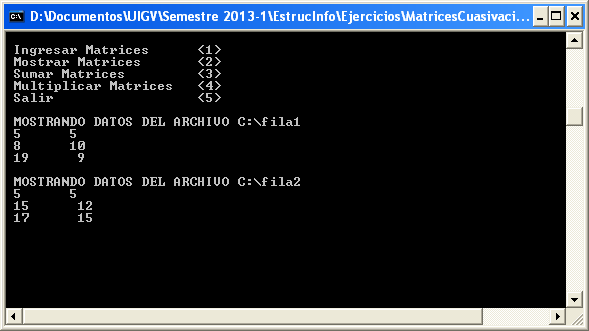 D:\Documentos\UIGV\Semestre 2013-1\EstrucInfo\Ejercicios\MatricesCuasivaci...
Ingresar Matrices <1>
Mostrar Matrices <2>
Sumar Matrices <3>
Multiplicar Matrices <4>
Salir <5>
MOSTRANDO DATOS DEL ARCHIVO C:\fila1
5 5
8 10
19 9
MOSTRANDO DATOS DEL ARCHIVO C:\fila2
5 5
15 12
17 15